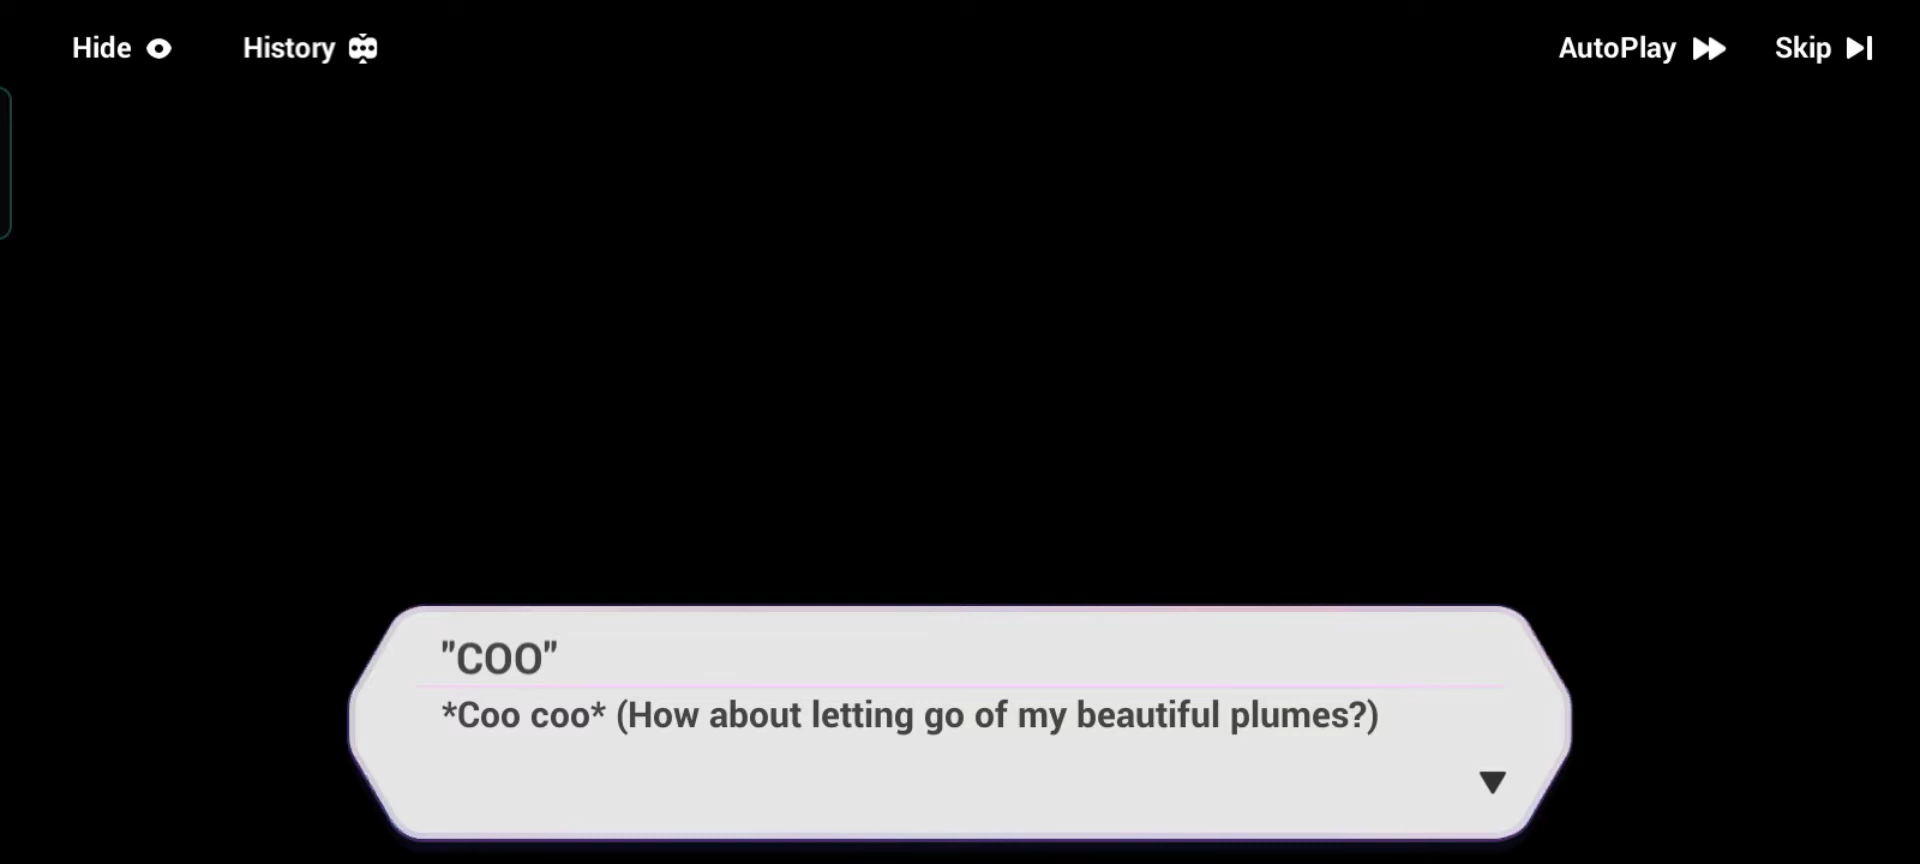 Hide
History
AutoPlay
Skip
"COO"
*Coo coo* (How about letting go of my beautiful plumes?)